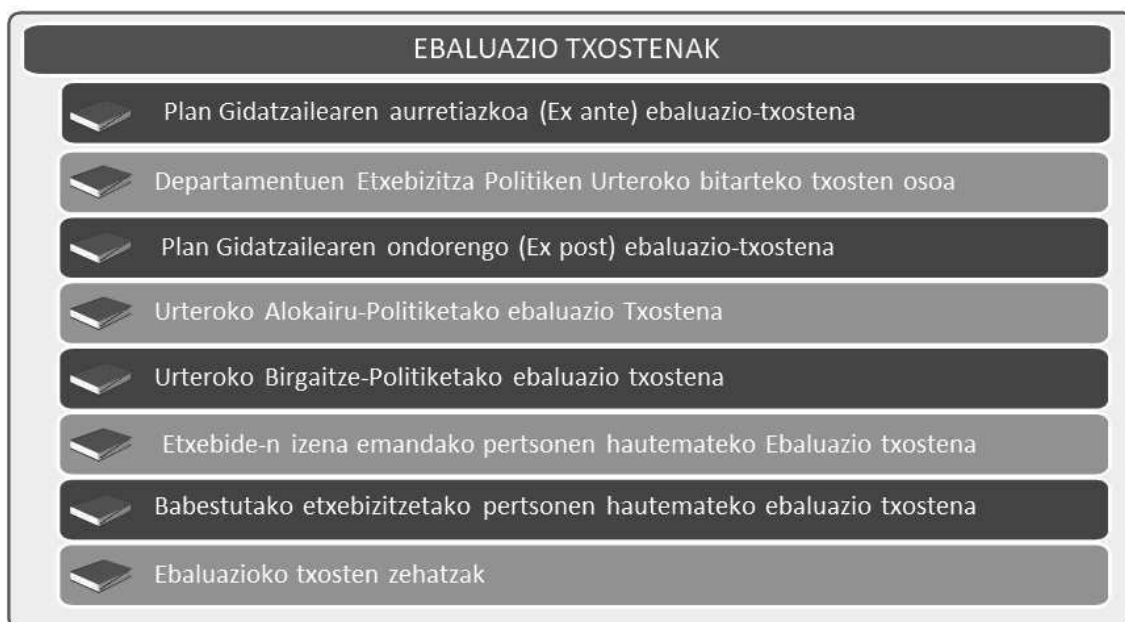 EBALUAZIO TXOSTENAK
Plan Gidatzailearen aurretiazkoa (Ex ante) ebaluazio-txostena
Departamentuen Etxebizitza Politiken Urteroko bitarteko txosten osoa
Plan Gidatzailearen ondorengo (Ex post) ebaluazio-txostena
Urteroko Alokairu-Politiketako ebaluazio Txostena
Urteroko Birgaitze-Politiketako ebaluazio txostena
Etxebide-n izena emandako pertsonen hautemateko Ebaluazio txostena
Babestutako etxebizitzetako pertsonen hautemateko ebaluazio txostena
Ebaluazioko txosten zehatzak